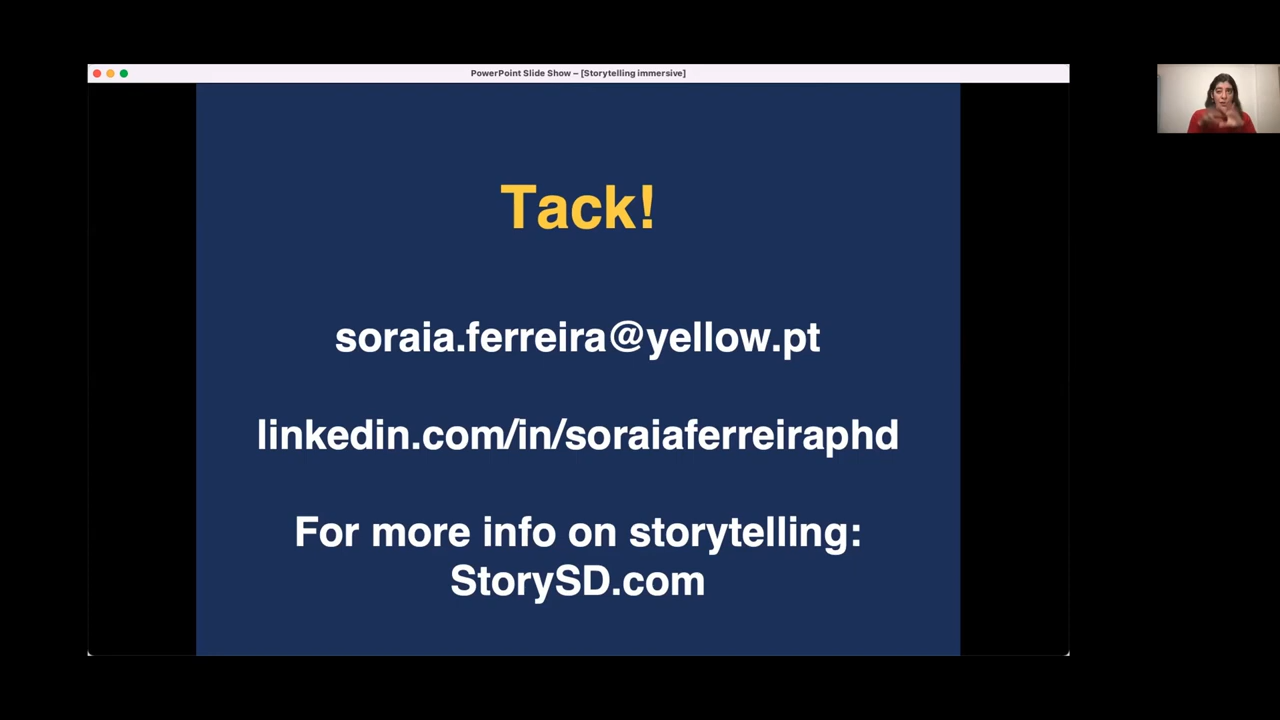 PowerPoint Slide Show – [Storytelling immersive]
Tack!
soraia.ferreira@yellow.pt
linkedin.com/in/soraiaferreiraphd
For more info on storytelling:
StorySD.com